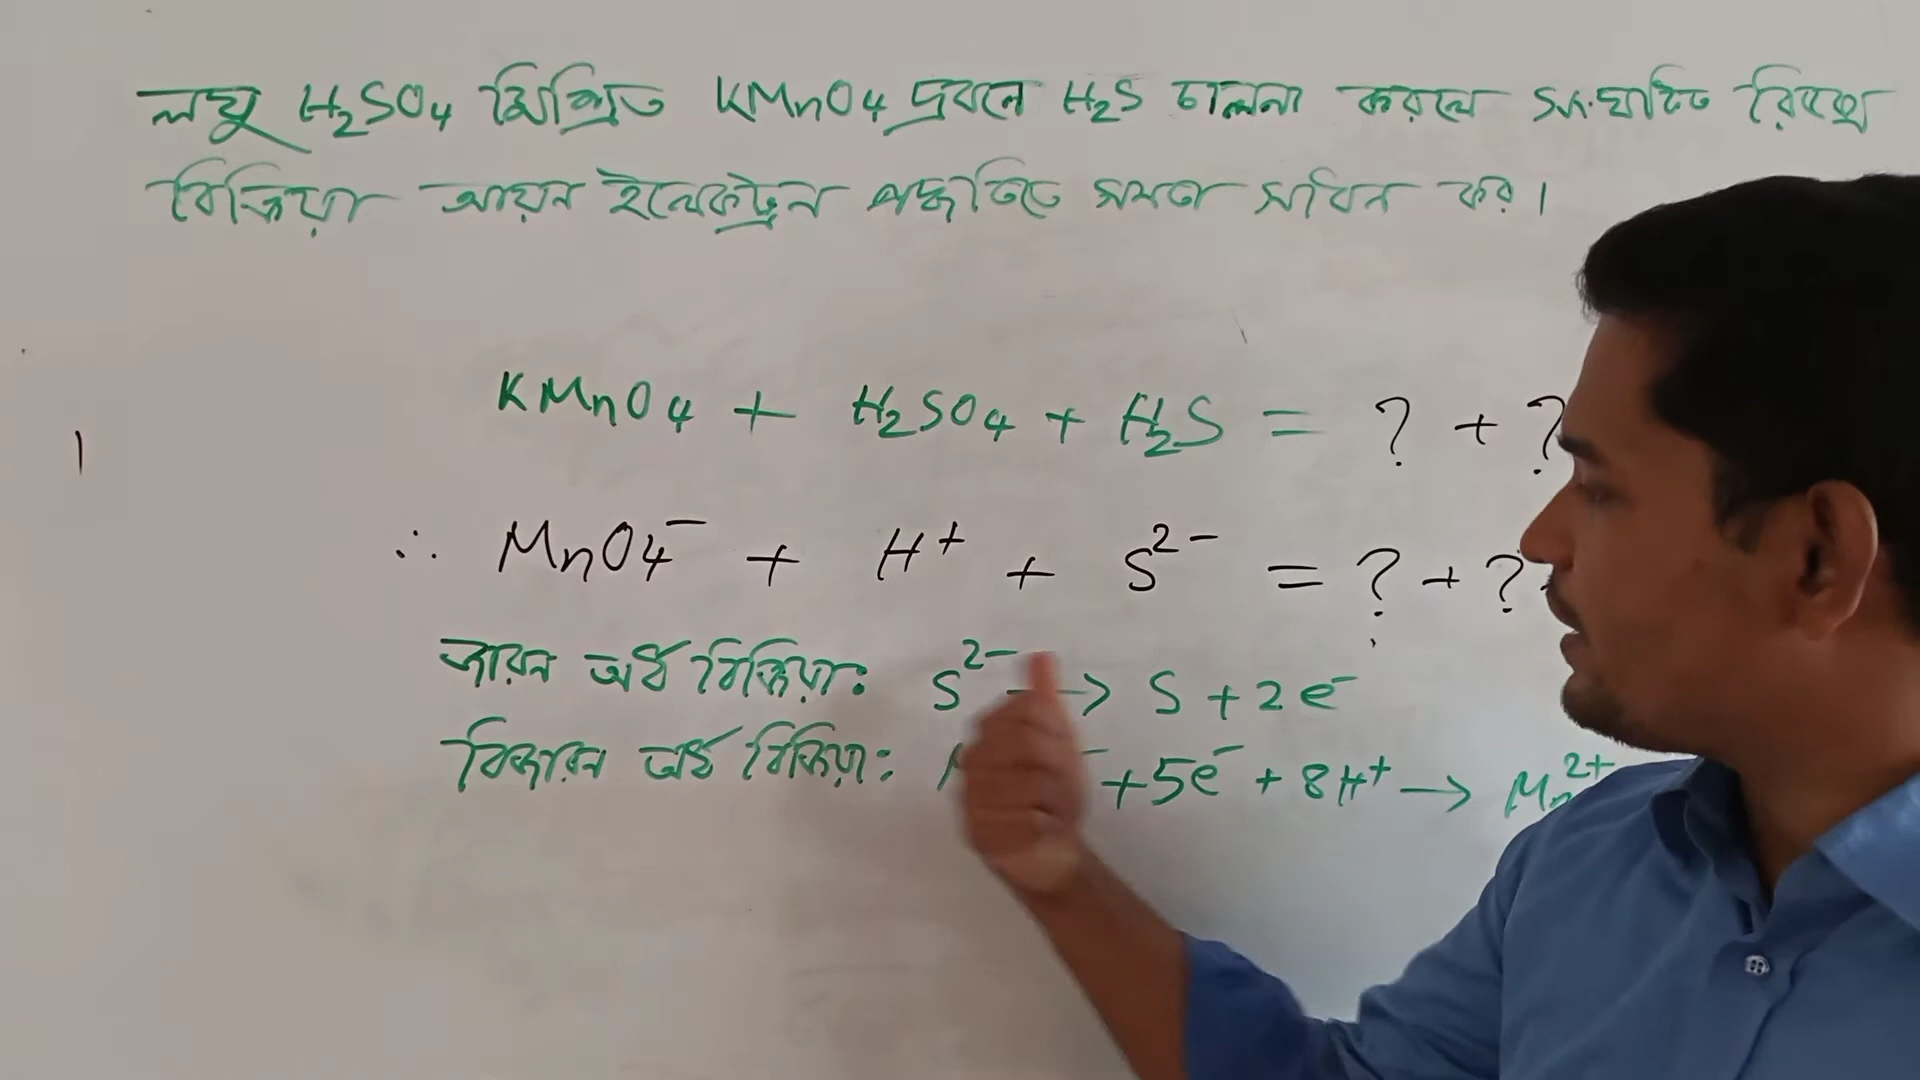 লঘু H₂SO₄ মিশ্রিত KMnO₄ দ্রবনে H₂S চালনা করলে সংঘটিত
বিক্রিয়া আয়ন ইলেকট্রন পদ্ধতিতে সমতা সাধন কর।
KMnO₄ + H₂SO₄ + H₂S = ? + ?
∴ MnO₄⁻ + H⁺ + S²⁻ = ? + ?
জারন অর্ধ বিক্রিয়া: S²⁻ → S + 2e⁻
বিজারন অর্ধ বিক্রিয়া: + 5e⁻ + 8H⁺ → Mn²⁺